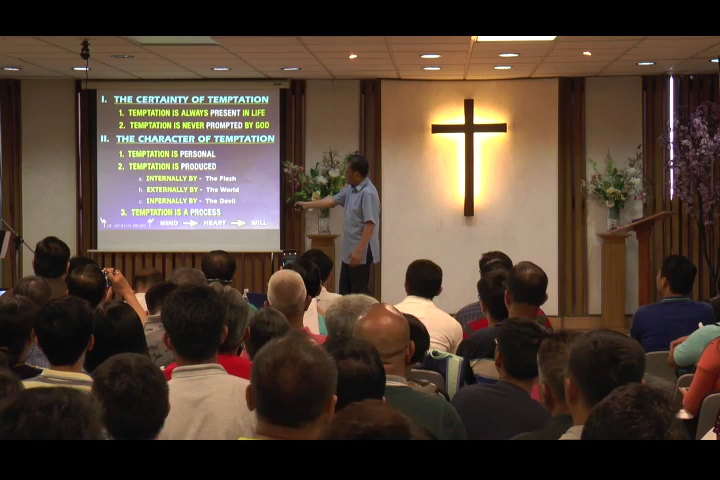 I. THE CERTAINTY OF TEMPTATION
1. TEMPTATION IS ALWAYS PRESENT IN LIFE
2. TEMPTATION IS NEVER PROMPTED BY GOD
II. THE CHARACTER OF TEMPTATION
1. TEMPTATION IS PERSONAL
2. TEMPTATION IS PRODUCED
a. INTERNALLY BY - The Flesh
b. EXTERNALLY BY - The World
c. INFERNALLY BY - The Devil
3. TEMPTATION IS A PROCESS
MIND HEART WILL